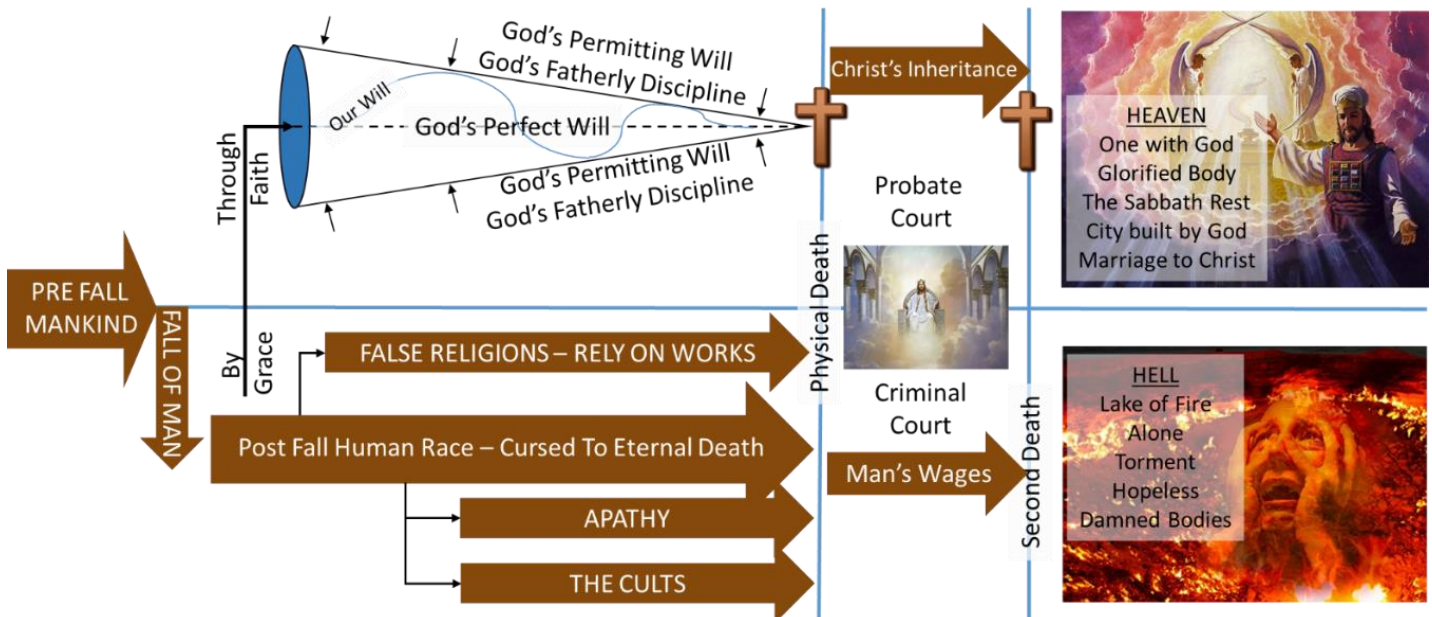 PRE FALL
MANKIND
FALL OF MAN
By
Grace
Through
Faith
Our Will
God's Permitting Will
God's Fatherly Discipline
God's Perfect Will
God's Permitting Will
God's Fatherly Discipline
FALSE RELIGIONS – RELY ON WORKS
Post Fall Human Race – Cursed To Eternal Death
APATHY
THE CULTS
Physical Death
Christ's Inheritance
Probate
Court
Criminal
Court
Man's Wages
Second Death
HEAVEN
One with God
Glorified Body
The Sabbath Rest
City built by God
Marriage to Christ
HELL
Lake of Fire
Alone
Torment
Hopeless
Damned Bodies